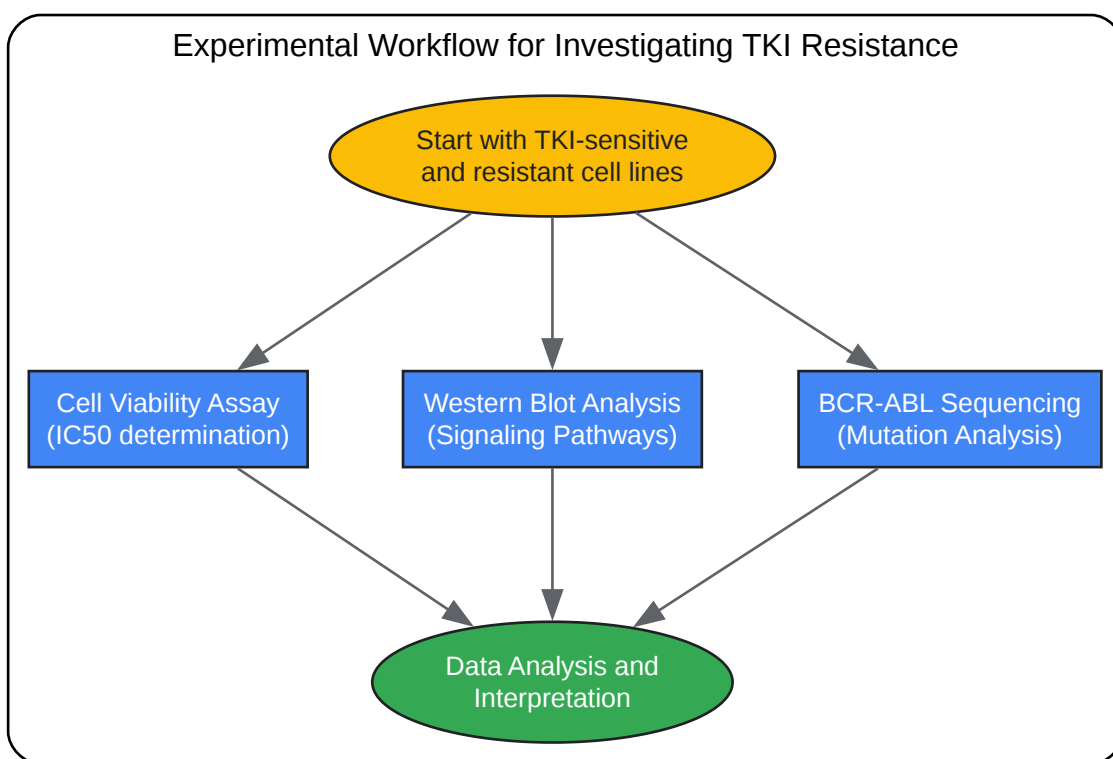 Experimental Workflow for Investigating TKI Resistance
Start with TKI-sensitive
and resistant cell lines
Cell Viability Assay
(IC50 determination)
Western Blot Analysis
(Signaling Pathways)
BCR-ABL Sequencing
(Mutation Analysis)
Data Analysis and
Interpretation